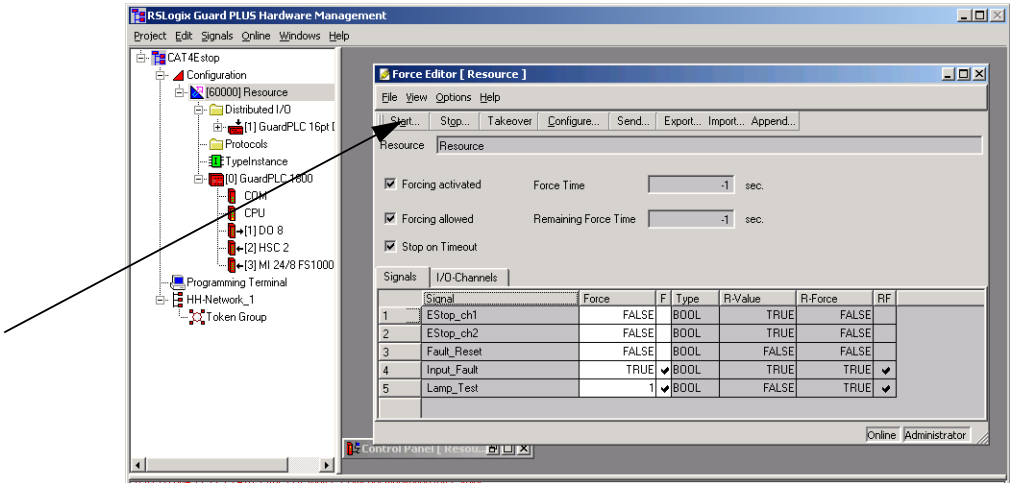 RSLogix Guard PLUS Hardware Management
Project Edit Signals Online Windows Help
CAT4Estop
Configuration
[60000] Resource
Distributed I/O
[1] GuardPLC 16pt
Protocols
TypeInstance
[0] GuardPLC 1800
COM
CPU
[1] DO 8
[2] HSC 2
[3] MI 24/8 FS1000
Programming Terminal
HH-Network_1
Token Group
Force Editor [ Resource ]
File View Options Help
Start... Stop... Takeover Configure... Send... Export... Import... Append...
Resource Resource
Forcing activated Force Time -1 sec.
Forcing allowed Remaining Force Time -1 sec.
Stop on Timeout
Signals I/O-Channels
Signal Force F Type R-Value R-Force RF
1 EStop_ch1 FALSE BOOL TRUE FALSE
2 EStop_ch2 FALSE BOOL TRUE FALSE
3 Fault_Reset FALSE BOOL FALSE FALSE
4 Input_Fault TRUE BOOL TRUE TRUE
5 Lamp_Test 1 BOOL FALSE TRUE
Online Administrator
Control Panel [ Resou...